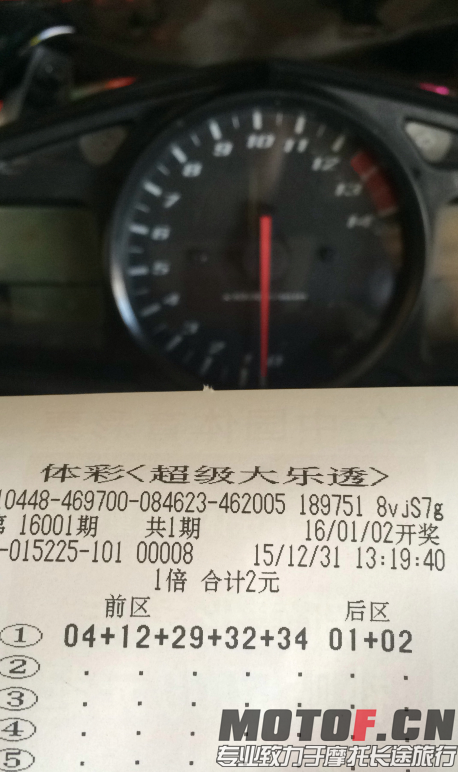 10
11
9
12
8
13
7
14
6
5
4
3
2
1
0
体彩<超级大乐透>
10448-469700-084623-462005 189751 8vjS7g
第 16001期 共1期 16/01/02开奖
-015225-101 00008 15/12/31 13:19:40
1倍 合计2元
前区 后区
① 04+12+29+32+34 01+02
② . . . . . . .
③ . . . . . . .
④ . . . . .
⑤ . . . . .
MOTOF.CN
专业致力于摩托长途旅行